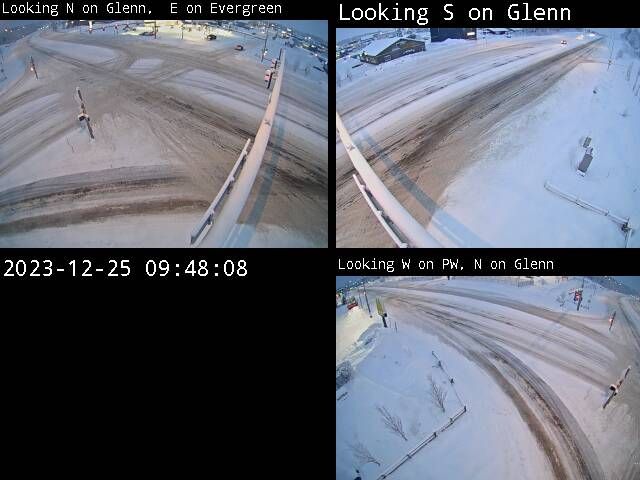 Looking N on Glenn,  E on Evergreen
Looking S on Glenn
2023-12-25 09:48:08
Looking W on PW, N on Glenn